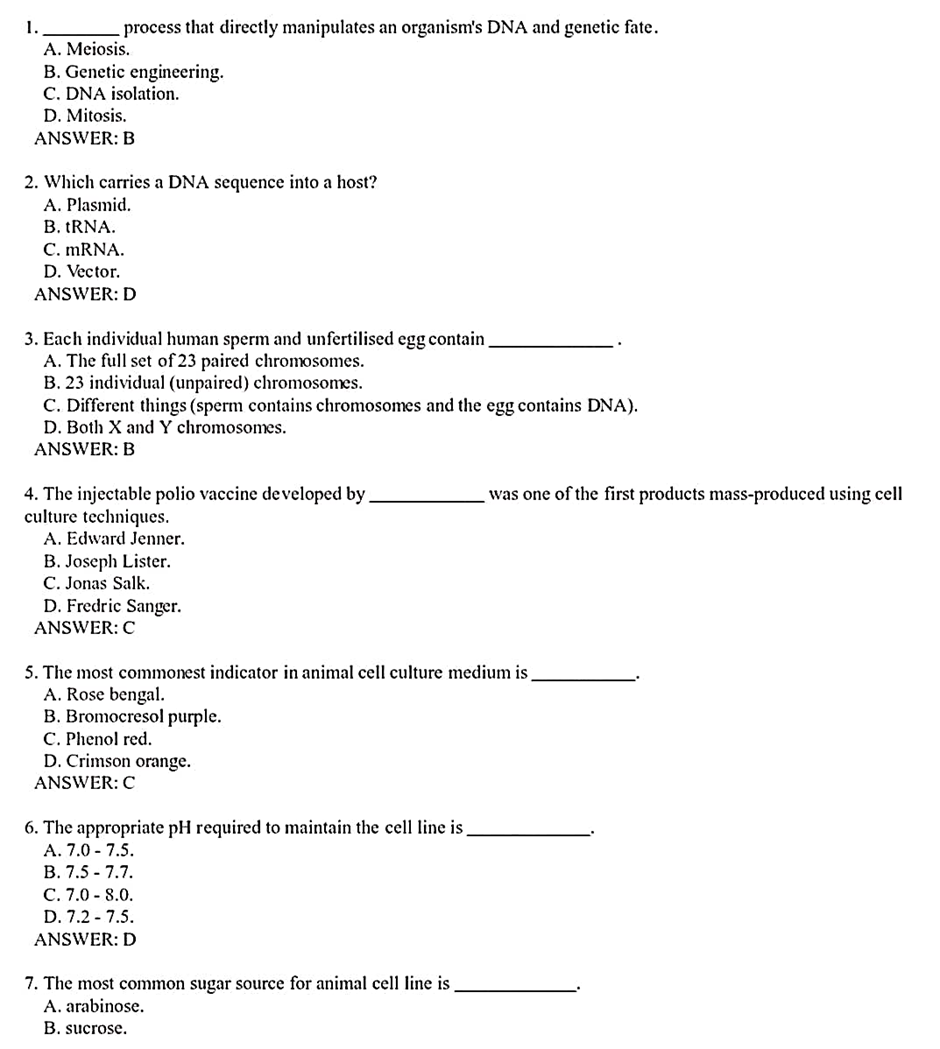 1. ________ process that directly manipulates an organism's DNA and genetic fate.
A. Meiosis.
B. Genetic engineering.
C. DNA isolation.
D. Mitosis.
ANSWER: B
2. Which carries a DNA sequence into a host?
A. Plasmid.
B. tRNA.
C. mRNA.
D. Vector.
ANSWER: D
3. Each individual human sperm and unfertilised egg contain _____________ .
A. The full set of 23 paired chromosomes.
B. 23 individual (unpaired) chromosomes.
C. Different things (sperm contains chromosomes and the egg contains DNA).
D. Both X and Y chromosomes.
ANSWER: B
4. The injectable polio vaccine developed by ____________ was one of the first products mass-produced using cell
culture techniques.
A. Edward Jenner.
B. Joseph Lister.
C. Jonas Salk.
D. Fredric Sanger.
ANSWER: C
5. The most commonest indicator in animal cell culture medium is ___________.
A. Rose bengal.
B. Bromocresol purple.
C. Phenol red.
D. Crimson orange.
ANSWER: C
6. The appropriate pH required to maintain the cell line is _____________.
A. 7.0 - 7.5.
B. 7.5 - 7.7.
C. 7.0 - 8.0.
D. 7.2 - 7.5.
ANSWER: D
7. The most common sugar source for animal cell line is _____________.
A. arabinose.
B. sucrose.